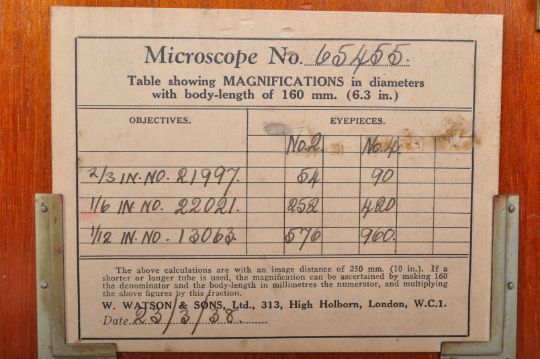 Microscope No. 65455.
Table showing MAGNIFICATIONS in diameters
with body-length of 160 mm. (6.3 in.)
OBJECTIVES. EYEPIECES.
No.2. No.4.
2/3 IN. NO. 21997. 54 90
1/6 IN. NO. 22021. 252 420
1/12 IN. NO. 13063. 576 960.
The above calculations are with an image distance of 250 mm. (10 in.). If a
shorter or longer tube is used, the magnification can be ascertained by making 160
the denominator and the body-length in millimetres the numerator, and multiplying
the above figures by this fraction.
W. WATSON & SONS, Ltd., 313, High Holborn, London, W.C.1.
Date 25/3/38.